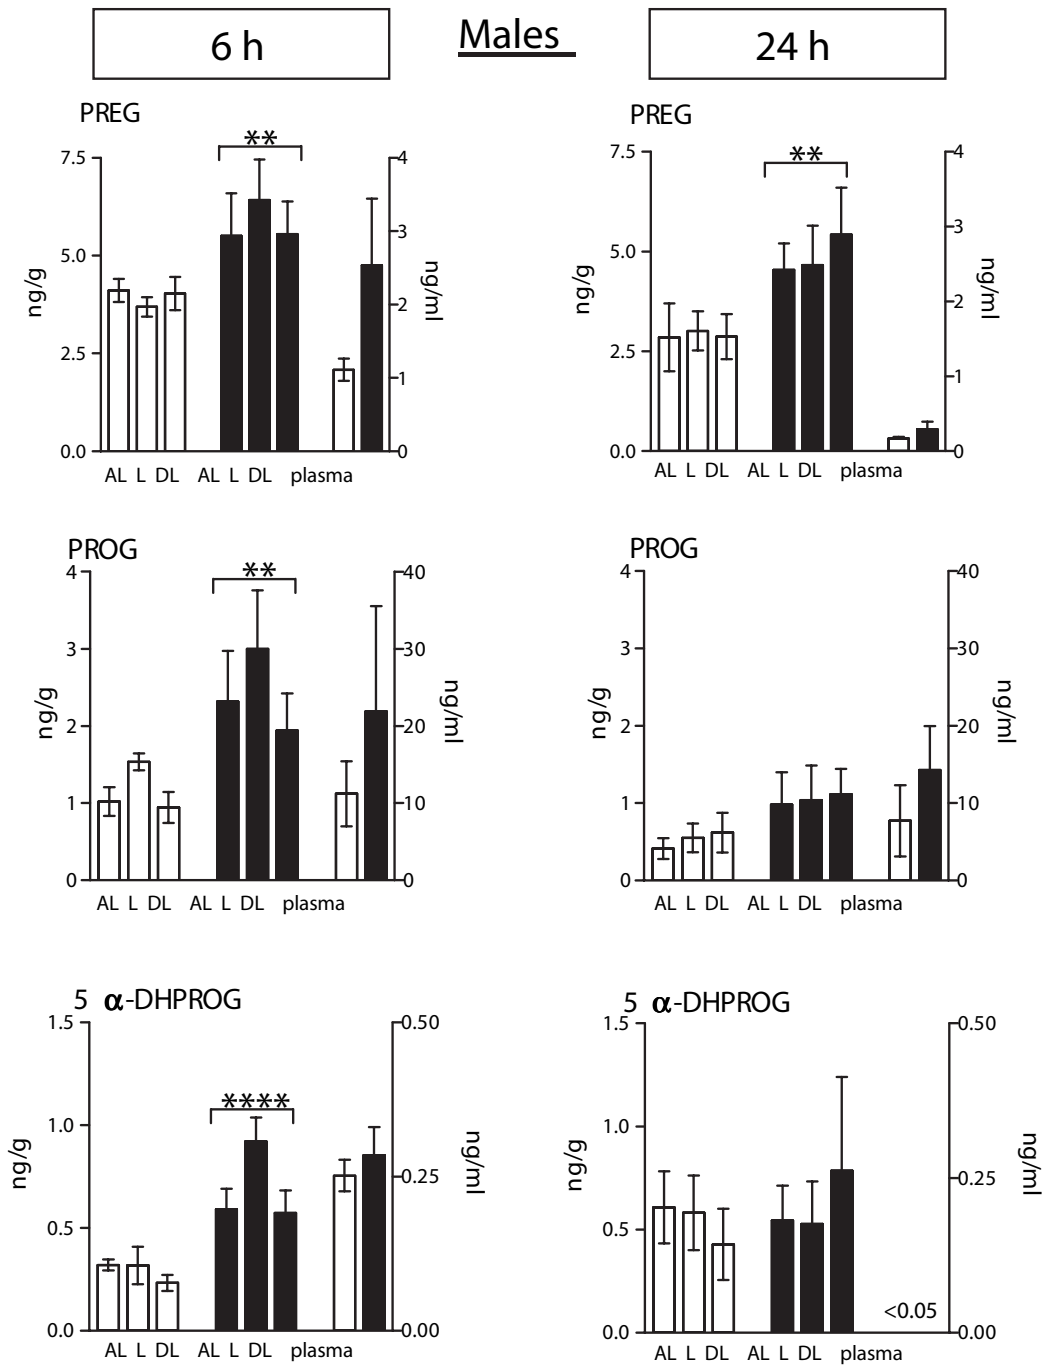 6 h Males 24 h
PREG PREG
** **
7.5 4 7.5 4
5.0 3 5.0 3
ng/g ng/ml ng/g ng/ml
2 2
2.5 1 2.5 1
0.0 0 0.0 0
AL L DL AL L DL plasma AL L DL AL L DL plasma
PROG PROG
**
4 40 4 40
3 30 3 30
ng/g ng/ml ng/g ng/ml
2 20 2 20
1 10 1 10
0 0 0 0
AL L DL AL L DL plasma AL L DL AL L DL plasma
5 α-DHPROG 5 α-DHPROG
1.5 0.50 1.5 0.50
****
1.0 1.0
ng/g ng/ml ng/g ng/ml
0.25 0.25
0.5 0.5
<0.05
0.0 0.00 0.0 0.00
AL L DL AL L DL plasma AL L DL AL L DL plasma